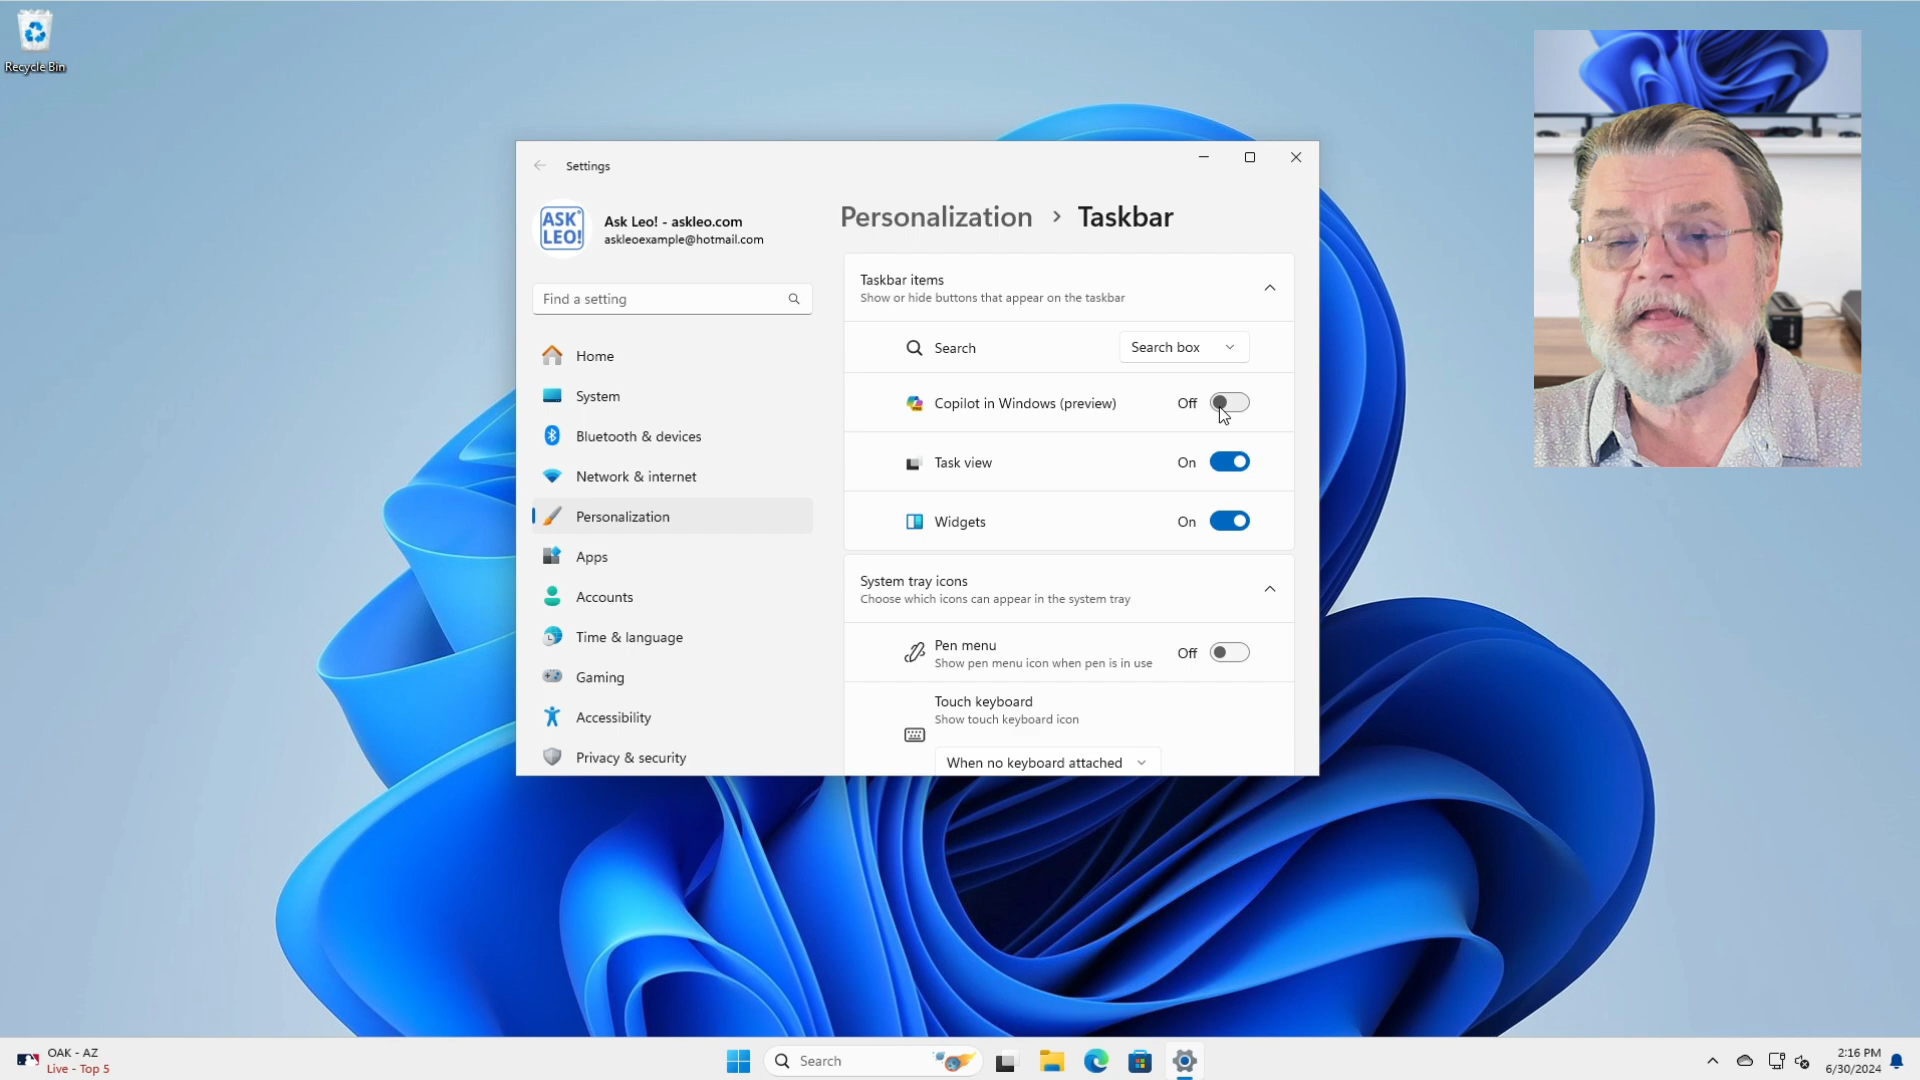 Recycle Bin
Settings
ASK LEO!
Ask Leo! - askleo.com
askleoexample@hotmail.com
Find a setting
Home
System
Bluetooth & devices
Network & internet
Personalization
Apps
Accounts
Time & language
Gaming
Accessibility
Privacy & security
Personalization > Taskbar
Taskbar items
Show or hide buttons that appear on the taskbar
Search
Search box
Copilot in Windows (preview)
Off
Task view
On
Widgets
On
System tray icons
Choose which icons can appear in the system tray
Pen menu
Show pen menu icon when pen is in use
Off
Touch keyboard
Show touch keyboard icon
When no keyboard attached
OAK - AZ
Live - Top 5
Search
2:16 PM
6/30/2024